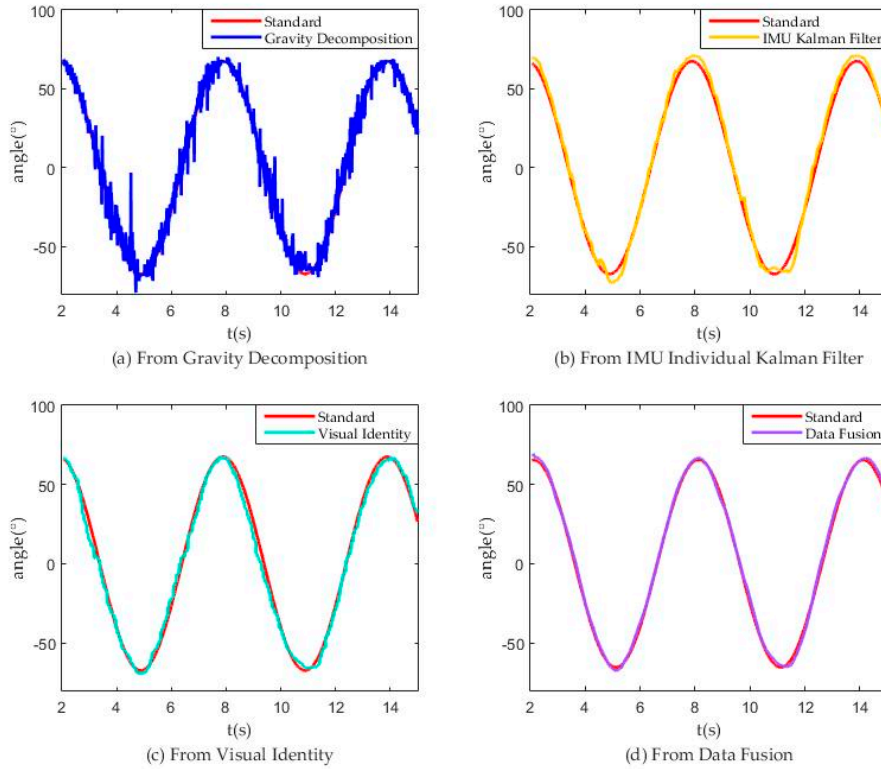 100
Standard
Gravity Decomposition
50
angle(°)
0
-50
2 4 6 8 10 12 14
t(s)
(a) From Gravity Decomposition
100
Standard
IMU Kalman Filter
50
angle(°)
0
-50
2 4 6 8 10 12 14
t(s)
(b) From IMU Individual Kalman Filter
100
Standard
Visual Identity
50
angle(°)
0
-50
2 4 6 8 10 12 14
t(s)
(c) From Visual Identity
100
Standard
Data Fusion
50
angle(°)
0
-50
2 4 6 8 10 12 14
t(s)
(d) From Data Fusion